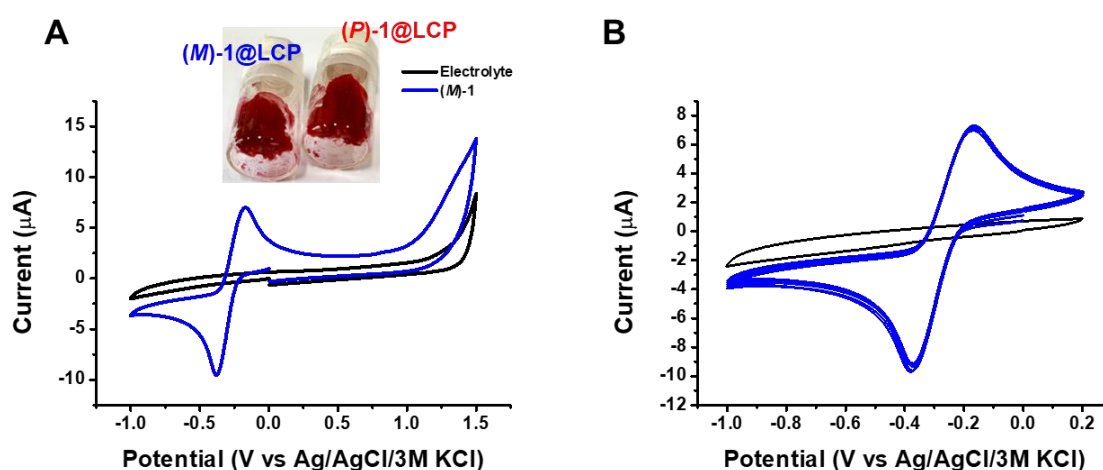 A
(M)-1@LCP
(P)-1@LCP
Electrolyte
(M)-1
15
10
5
0
-5
-10
Current (µA)
-1.0 -0.5 0.0 0.5 1.0 1.5
Potential (V vs Ag/AgCl/3M KCl)
B
8
6
4
2
0
-2
-4
-6
-8
-10
-12
Current (µA)
-1.0 -0.8 -0.6 -0.4 -0.2 0.0 0.2
Potential (V vs Ag/AgCl/3M KCl)